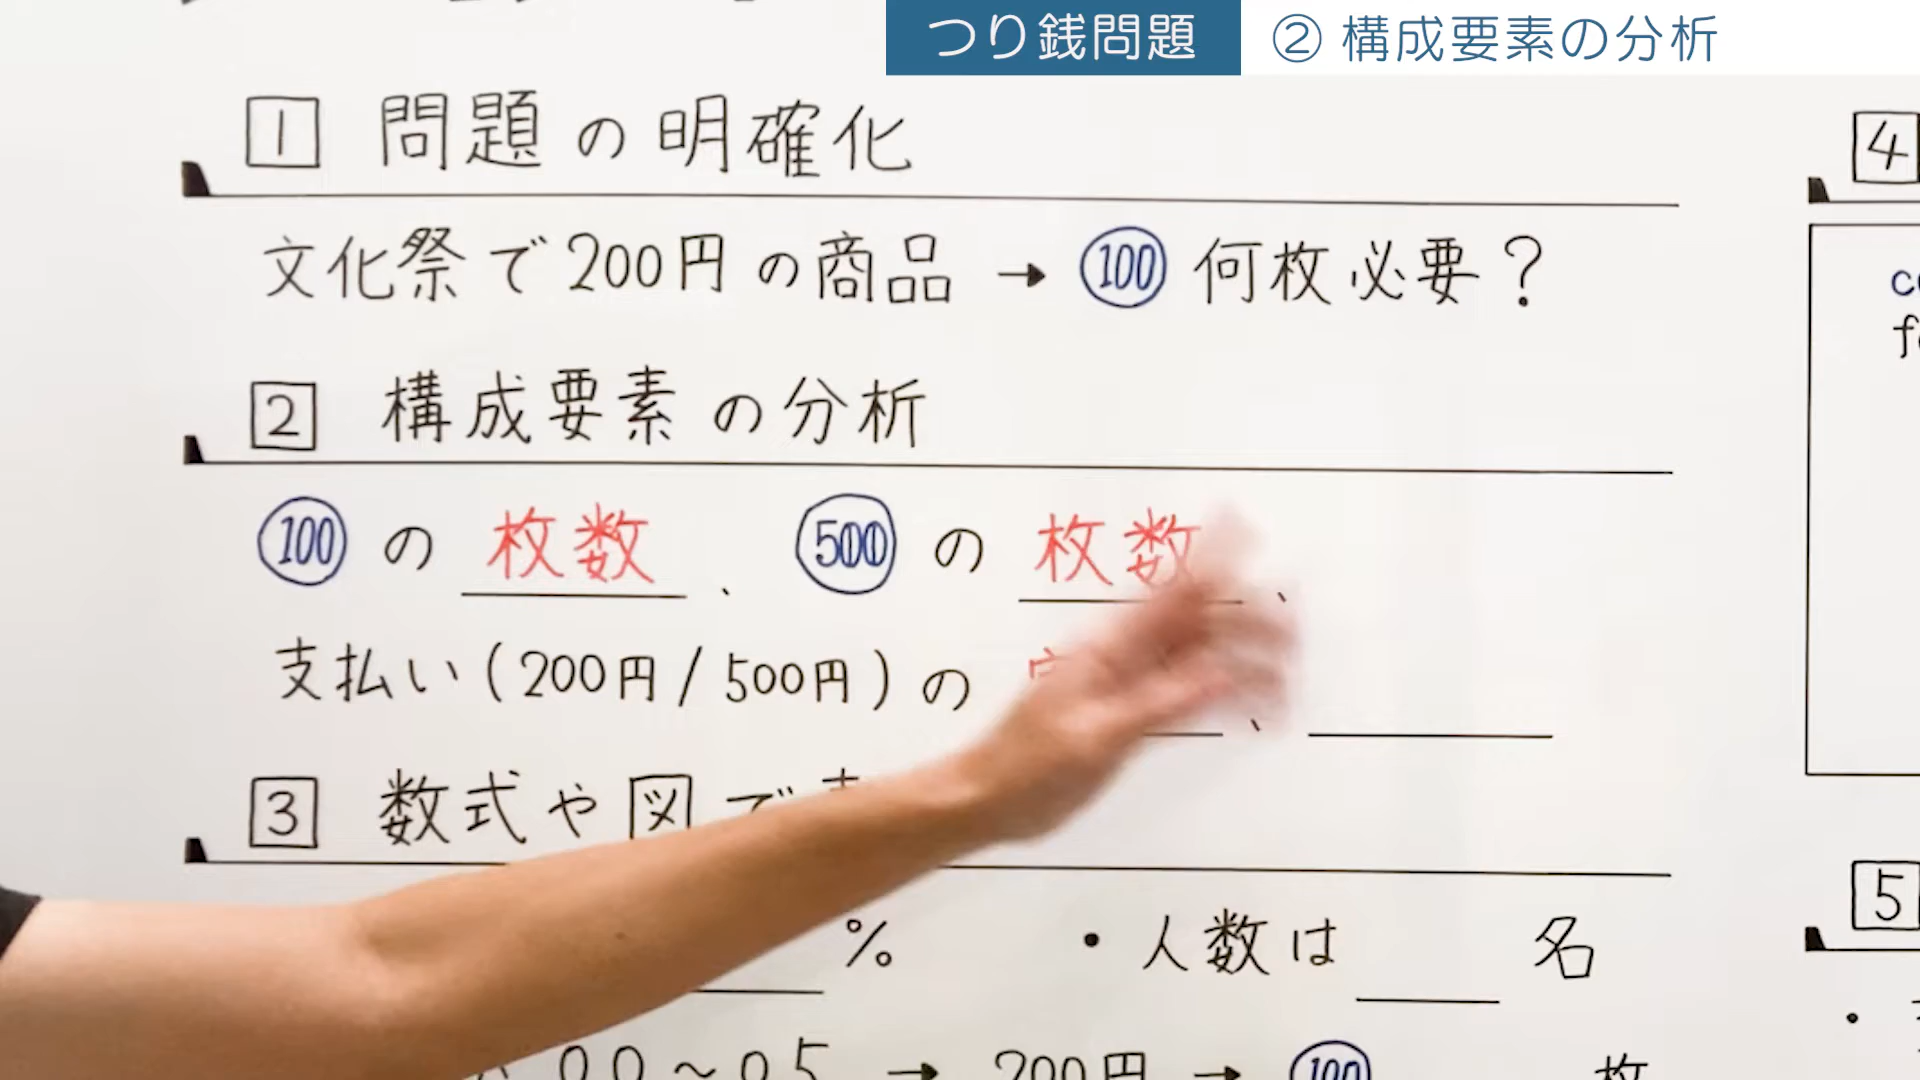 つり銭問題 ② 構成要素の分析
1 問題の明確化
文化祭で200円の商品 → 100 何枚必要?
2 構成要素の分析
100 の 枚数 、 500 の 枚数 、
支払い(200円/500円)の 、
3 数式や図で
% ・人数は 名
00〜05 → 200円 → 100 枚
4
5